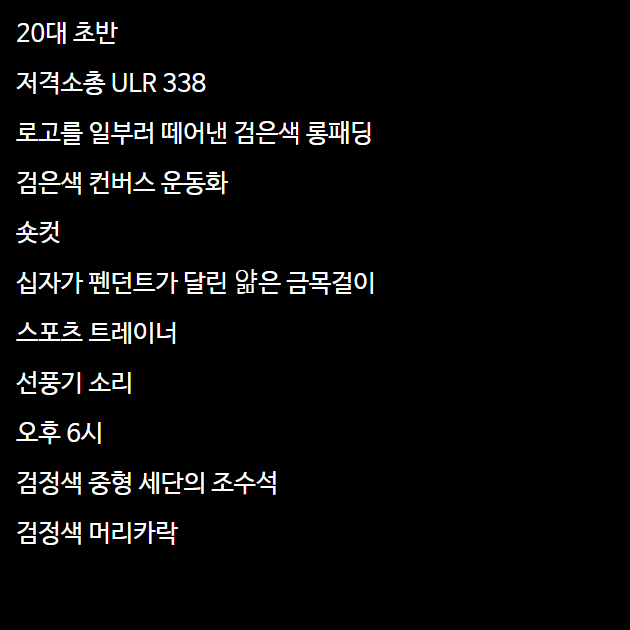 20대 초반
저격소총 ULR 338
로고를 일부러 떼어낸 검은색 롱패딩
검은색 컨버스 운동화
숏컷
십자가 펜던트가 달린 얇은 금목걸이
스포츠 트레이너
선풍기 소리
오후 6시
검정색 중형 세단의 조수석
검정색 머리카락